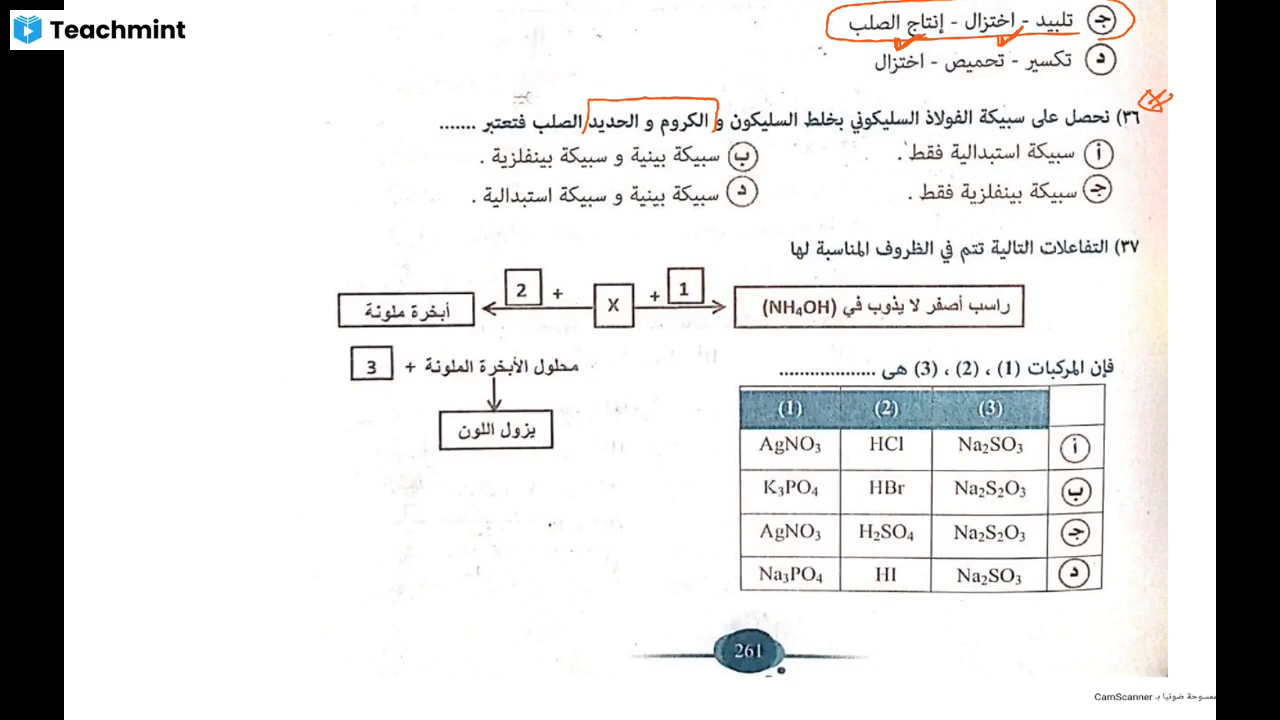 Teachmint
ج تلبيد - اختزال - إنتاج الصلب
د تكسير - تحميص - اختزال
٣٦) نحصل على سبيكة الفولاذ السليكوني بخلط السليكون و الكروم و الحديد الصلب فتعتبر .......
أ سبيكة استبدالية فقط .
ب سبيكة بينية و سبيكة بينفلزية .
ج سبيكة بينفلزية فقط .
د سبيكة بينية و سبيكة استبدالية .
٣٧) التفاعلات التالية تتم في الظروف المناسبة لها
أبخرة ملونة 2 + X + 1 راسب أصفر لا يذوب في (NH₄OH)
محلول الأبخرة الملونة + 3
يزول اللون
فإن المركبات (1) ، (2) ، (3) هى ...................
(1) (2) (3)
AgNO₃ HCl Na₂SO₃ أ
K₃PO₄ HBr Na₂S₂O₃ ب
AgNO₃ H₂SO₄ Na₂S₂O₃ ج
Na₃PO₄ HI Na₂SO₃ د
261
ممسوحة ضوئيا بـ CamScanner